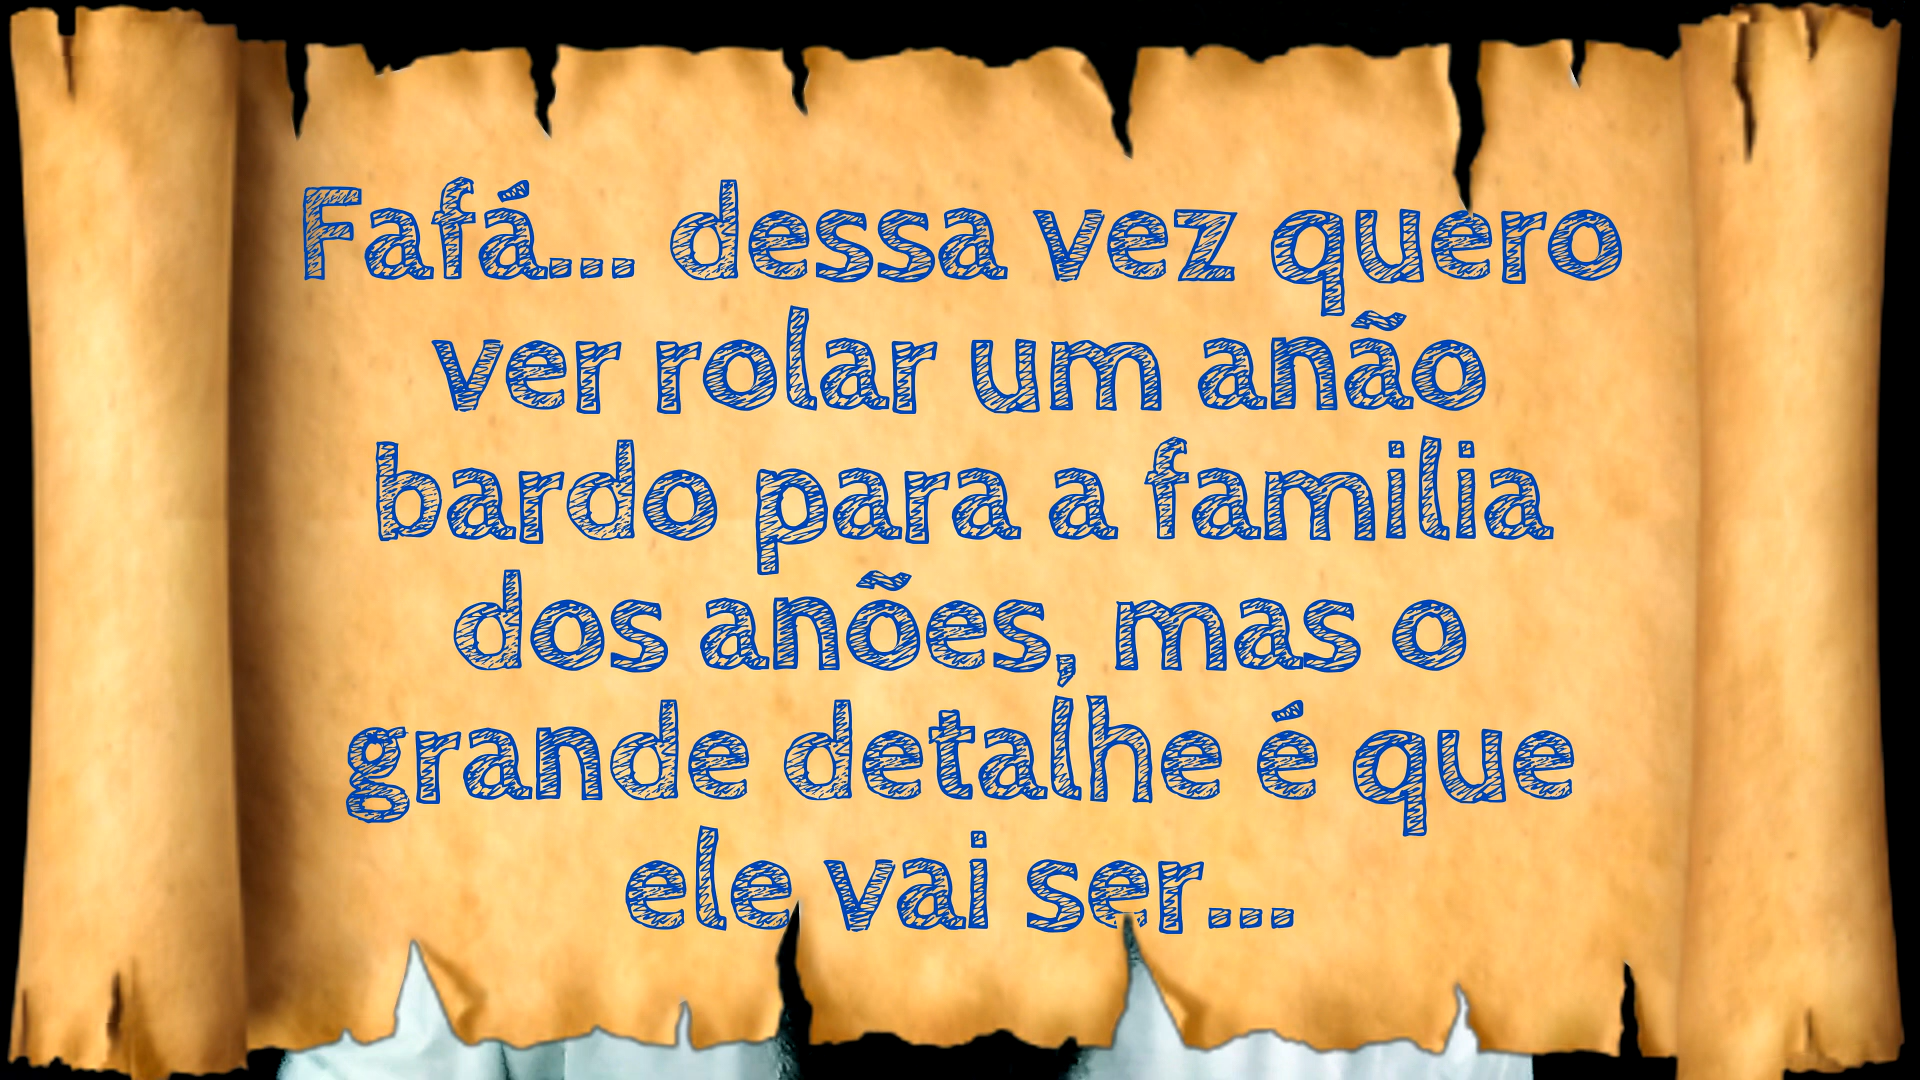 Fafá... dessa vez quero
ver rolar um anão
bardo para a familia
dos anões, mas o
grande detalhe é que
ele vai ser...